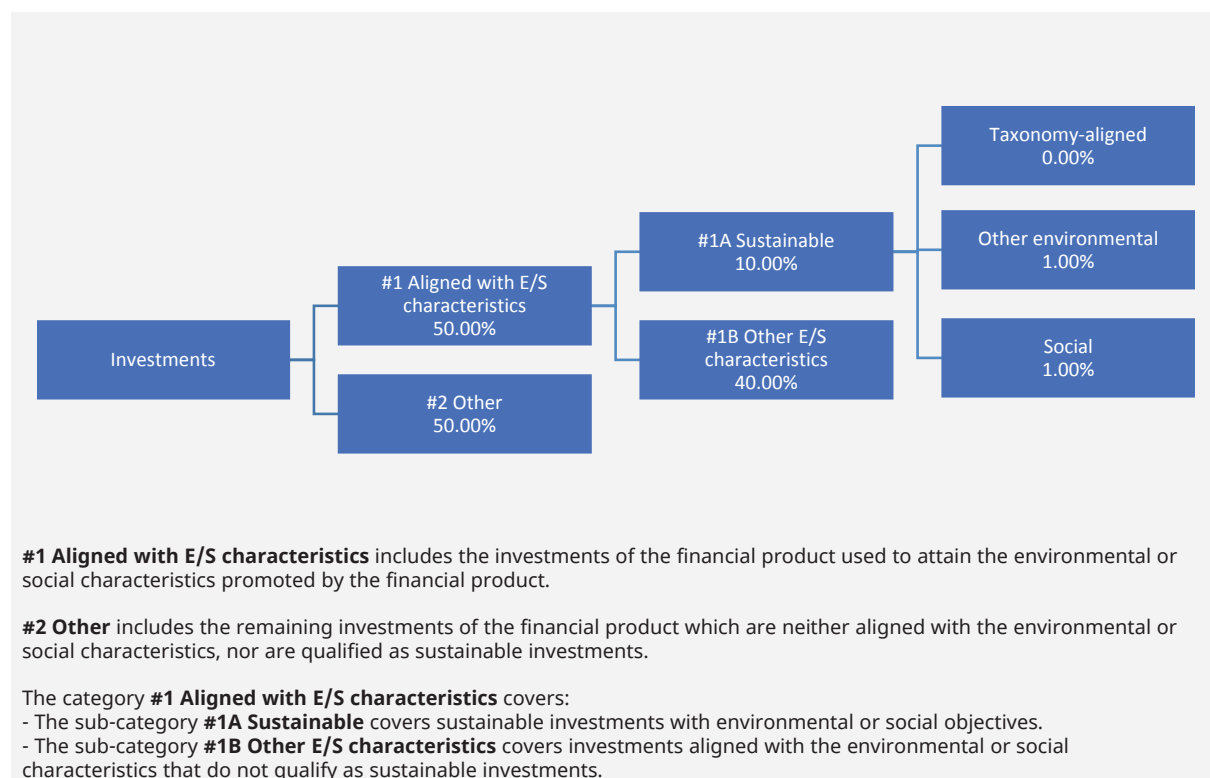 Taxonomy-aligned
0.00%
#1A Sustainable
10.00%
Other environmental
1.00%
#1 Aligned with E/S
characteristics
50.00%
Investments
#1B Other E/S
characteristics
40.00%
Social
1.00%
#2 Other
50.00%
#1 Aligned with E/S characteristics includes the investments of the financial product used to attain the environmental or
social characteristics promoted by the financial product.
#2 Other includes the remaining investments of the financial product which are neither aligned with the environmental or
social characteristics, nor are qualified as sustainable investments.
The category #1 Aligned with E/S characteristics covers:
- The sub-category #1A Sustainable covers sustainable investments with environmental or social objectives.
- The sub-category #1B Other E/S characteristics covers investments aligned with the environmental or social
characteristics that do not qualify as sustainable investments.